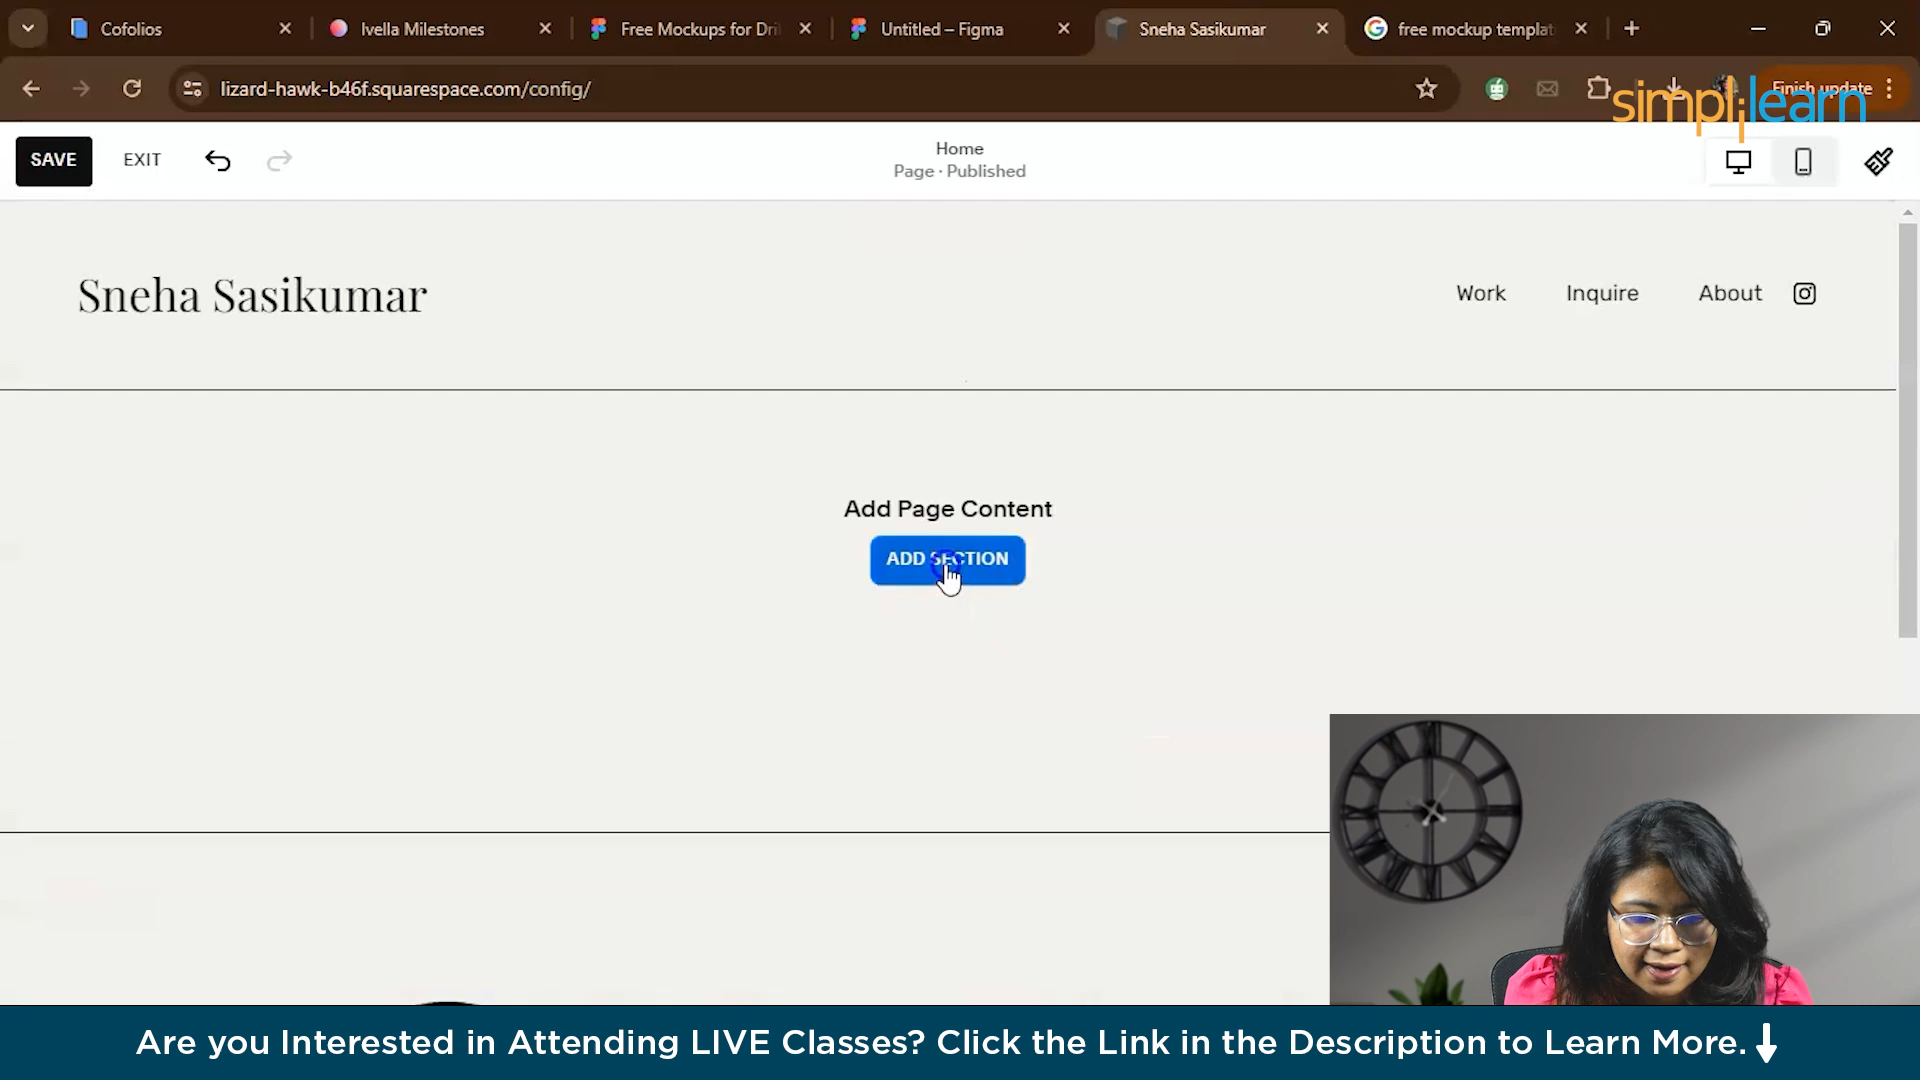 Cofolios
Ivella Milestones
Free Mockups for Dri
Untitled – Figma
Sneha Sasikumar
free mockup templat
lizard-hawk-b46f.squarespace.com/config/
Finish update
simplilearn
SAVE
EXIT
Home
Page · Published
Sneha Sasikumar
Work
Inquire
About
Add Page Content
ADD SECTION
Are you Interested in Attending LIVE Classes? Click the Link in the Description to Learn More.